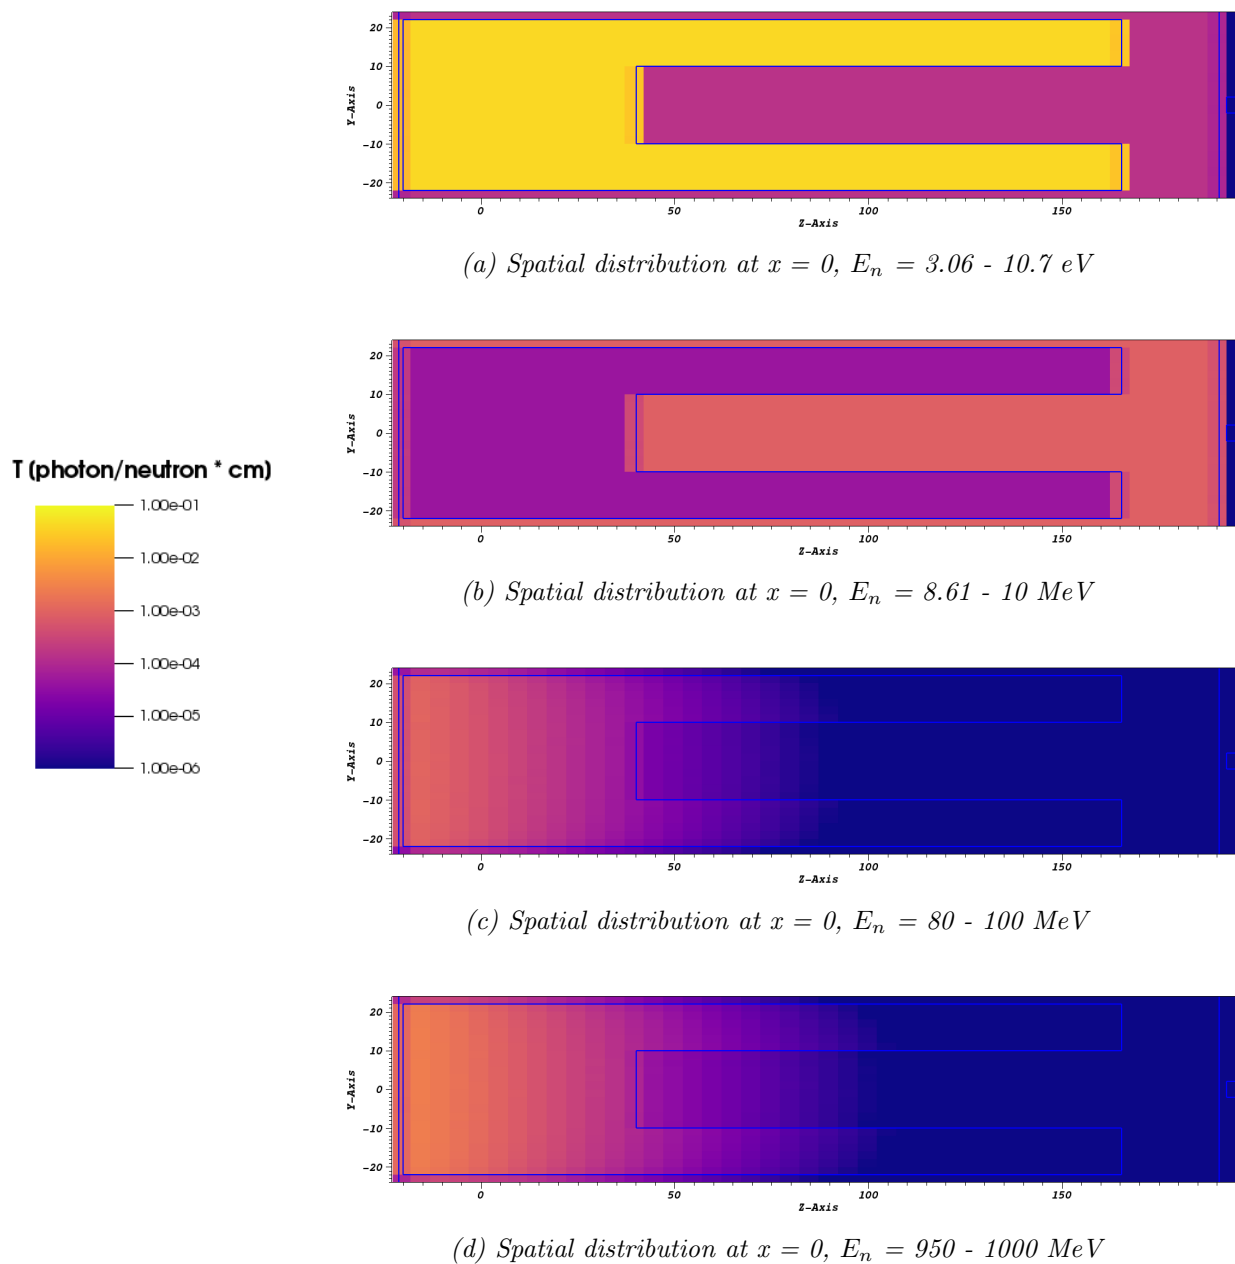 20
10
0
-10
-20
Y-Axis
0 50 100 150
Z-Axis
(a) Spatial distribution at x = 0, Eₙ = 3.06 - 10.7 eV
20
10
0
-10
-20
Y-Axis
0 50 100 150
Z-Axis
(b) Spatial distribution at x = 0, Eₙ = 8.61 - 10 MeV
T (photon/neutron * cm)
1.00e-01
1.00e-02
1.00e-03
1.00e-04
1.00e-05
1.00e-06
20
10
0
-10
-20
Y-Axis
0 50 100 150
Z-Axis
(c) Spatial distribution at x = 0, Eₙ = 80 - 100 MeV
20
10
0
-10
-20
Y-Axis
0 50 100 150
Z-Axis
(d) Spatial distribution at x = 0, Eₙ = 950 - 1000 MeV